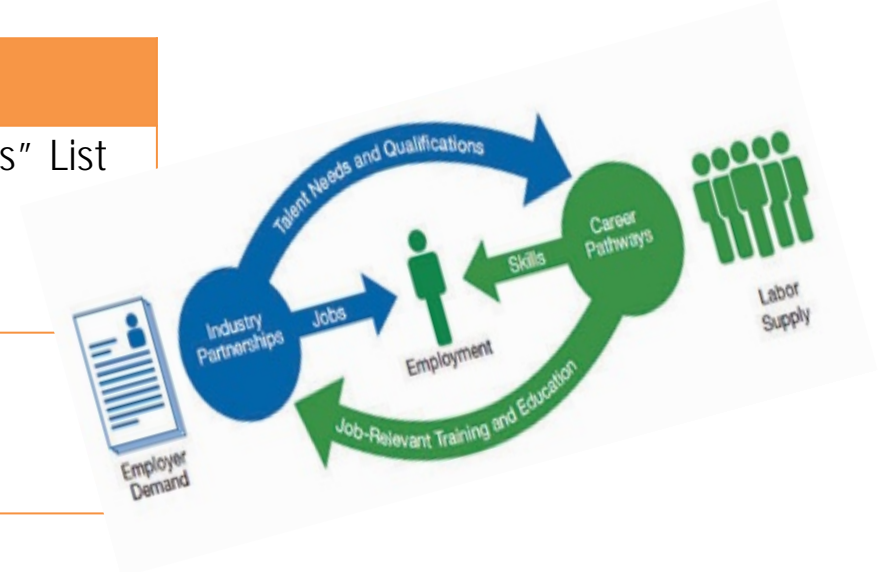 s" List
Talent Needs and Qualifications
Industry
Partnerships
Jobs
Employment
Skills
Career
Pathways
Labor
Supply
Job-Relevant Training and Education
Employer
Demand